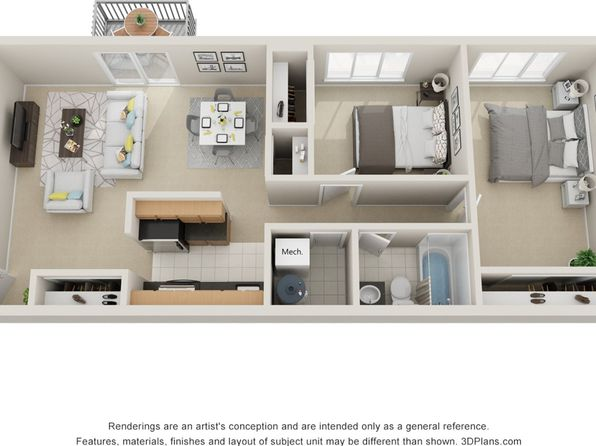 Mech.
Renderings are an artist's conception and are intended only as a general reference.
Features, materials, finishes and layout of subject unit may be different than shown. 3DPlans.com